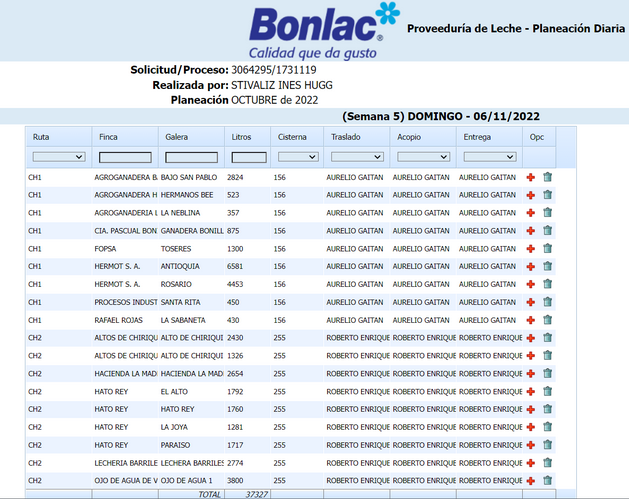 Bonlac®
Calidad que da gusto
Proveeduría de Leche - Planeación Diaria
Solicitud/Proceso: 3064295/1731119
Realizada por: STIVALIZ INES HUGG
Planeación OCTUBRE de 2022
(Semana 5) DOMINGO - 06/11/2022
Ruta Finca Galera Litros Cisterna Traslado Acopio Entrega Opc
CH1 AGROGANADERA B. BAJO SAN PABLO 2824 156 AURELIO GAITAN AURELIO GAITAN AURELIO GAITAN
CH1 AGROGANADERA H HERMANOS BEE 523 156 AURELIO GAITAN AURELIO GAITAN AURELIO GAITAN
CH1 AGROGANADERIA L LA NEBLINA 357 156 AURELIO GAITAN AURELIO GAITAN AURELIO GAITAN
CH1 CIA. PASCUAL BON GANADERA BONILL 875 156 AURELIO GAITAN AURELIO GAITAN AURELIO GAITAN
CH1 FOPSA TOSERES 1300 156 AURELIO GAITAN AURELIO GAITAN AURELIO GAITAN
CH1 HERMOT S. A. ANTIOQUIA 6581 156 AURELIO GAITAN AURELIO GAITAN AURELIO GAITAN
CH1 HERMOT S. A. ROSARIO 4453 156 AURELIO GAITAN AURELIO GAITAN AURELIO GAITAN
CH1 PROCESOS INDUST SANTA RITA 450 156 AURELIO GAITAN AURELIO GAITAN AURELIO GAITAN
CH1 RAFAEL ROJAS LA SABANETA 430 156 AURELIO GAITAN AURELIO GAITAN AURELIO GAITAN
CH2 ALTOS DE CHIRIQU ALTO DE CHIRIQUI 2430 255 ROBERTO ENRIQUE ROBERTO ENRIQUE ROBERTO ENRIQUE
CH2 ALTOS DE CHIRIQU ALTO DE CHIRIQUI 1326 255 ROBERTO ENRIQUE ROBERTO ENRIQUE ROBERTO ENRIQUE
CH2 HACIENDA LA MAD HACIENDA LA MAD 2654 255 ROBERTO ENRIQUE ROBERTO ENRIQUE ROBERTO ENRIQUE
CH2 HATO REY EL ALTO 1792 255 ROBERTO ENRIQUE ROBERTO ENRIQUE ROBERTO ENRIQUE
CH2 HATO REY HATO REY 1760 255 ROBERTO ENRIQUE ROBERTO ENRIQUE ROBERTO ENRIQUE
CH2 HATO REY LA JOYA 1281 255 ROBERTO ENRIQUE ROBERTO ENRIQUE ROBERTO ENRIQUE
CH2 HATO REY PARAISO 1717 255 ROBERTO ENRIQUE ROBERTO ENRIQUE ROBERTO ENRIQUE
CH2 LECHERIA BARRILE LECHERA BARRILES 2774 255 ROBERTO ENRIQUE ROBERTO ENRIQUE ROBERTO ENRIQUE
CH2 OJO DE AGUA DE V OJO DE AGUA 1 3800 255 ROBERTO ENRIQUE ROBERTO ENRIQUE ROBERTO ENRIQUE
TOTAL 37327